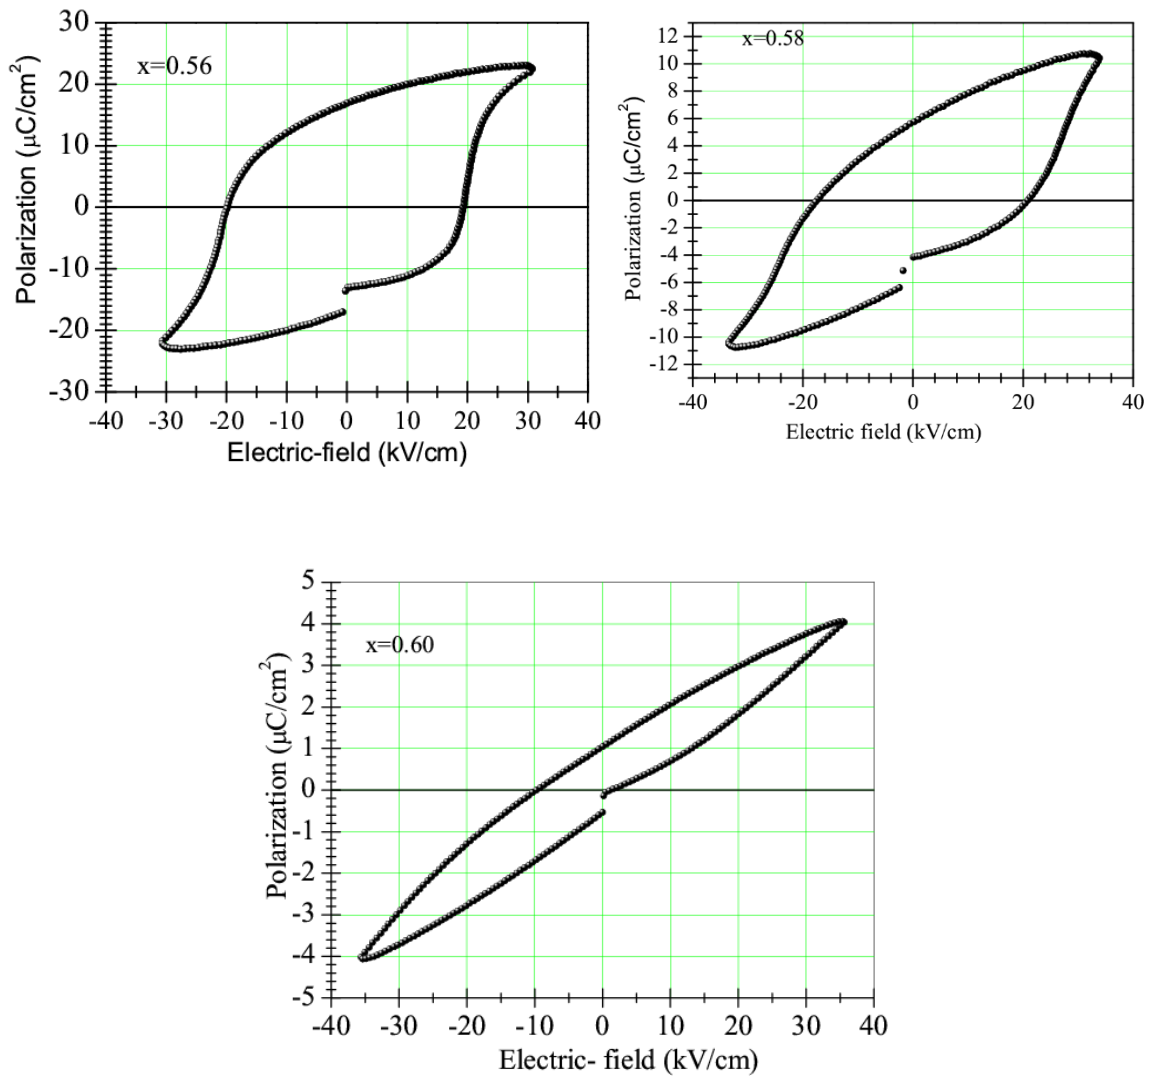 x=0.56
Polarization (μC/cm²)
30
20
10
0
-10
-20
-30
-40 -30 -20 -10 0 10 20 30 40
Electric-field (kV/cm)
x=0.58
Polarization (μC/cm²)
12
10
8
6
4
2
0
-2
-4
-6
-8
-10
-12
-40 -20 0 20 40
Electric field (kV/cm)
x=0.60
Polarization (μC/cm²)
5
4
3
2
1
0
-1
-2
-3
-4
-5
-40 -30 -20 -10 0 10 20 30 40
Electric- field (kV/cm)